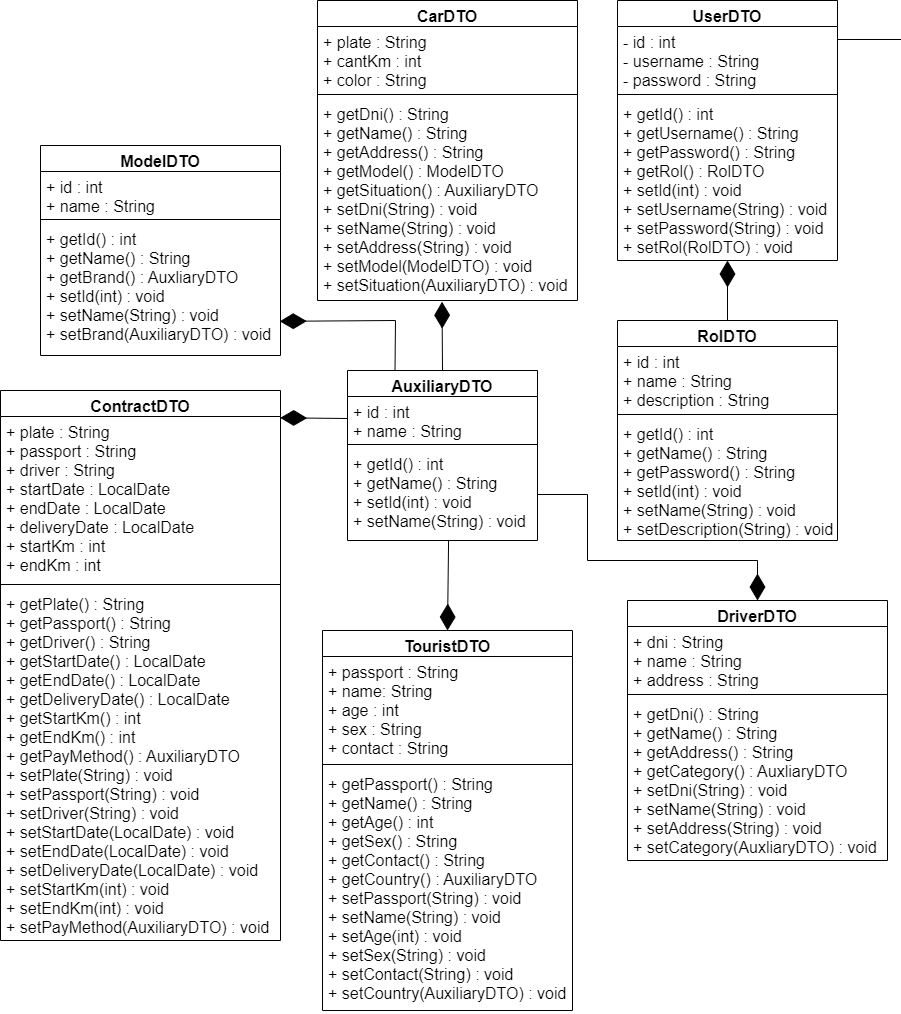 CarDTO
+ plate : String
+ cantKm : int
+ color : String
+ getDni() : String
+ getName() : String
+ getAddress() : String
+ getModel() : ModelDTO
+ getSituation() : AuxiliaryDTO
+ setDni(String) : void
+ setName(String) : void
+ setAddress(String) : void
+ setModel(ModelDTO) : void
+ setSituation(AuxiliaryDTO) : void
UserDTO
- id : int
- username : String
- password : String
+ getId() : int
+ getUsername() : String
+ getPassword() : String
+ getRol() : RolDTO
+ setId(int) : void
+ setUsername(String) : void
+ setPassword(String) : void
+ setRol(RolDTO) : void
ModelDTO
+ id : int
+ name : String
+ getId() : int
+ getName() : String
+ getBrand() : AuxliaryDTO
+ setId(int) : void
+ setName(String) : void
+ setBrand(AuxiliaryDTO) : void
RolDTO
+ id : int
+ name : String
+ description : String
+ getId() : int
+ getName() : String
+ getPassword() : String
+ setId(int) : void
+ setName(String) : void
+ setDescription(String) : void
AuxiliaryDTO
+ id : int
+ name : String
+ getId() : int
+ getName() : String
+ setId(int) : void
+ setName(String) : void
ContractDTO
+ plate : String
+ passport : String
+ driver : String
+ startDate : LocalDate
+ endDate : LocalDate
+ deliveryDate : LocalDate
+ startKm : int
+ endKm : int
+ getPlate() : String
+ getPassport() : String
+ getDriver() : String
+ getStartDate() : LocalDate
+ getEndDate() : LocalDate
+ getDeliveryDate() : LocalDate
+ getStartKm() : int
+ getEndKm() : int
+ getPayMethod() : AuxiliaryDTO
+ setPlate(String) : void
+ setPassport(String) : void
+ setDriver(String) : void
+ setStartDate(LocalDate) : void
+ setEndDate(LocalDate) : void
+ setDeliveryDate(LocalDate) : void
+ setStartKm(int) : void
+ setEndKm(int) : void
+ setPayMethod(AuxiliaryDTO) : void
TouristDTO
+ passport : String
+ name: String
+ age : int
+ sex : String
+ contact : String
+ getPassport() : String
+ getName() : String
+ getAge() : int
+ getSex() : String
+ getContact() : String
+ getCountry() : AuxiliaryDTO
+ setPassport(String) : void
+ setName(String) : void
+ setAge(int) : void
+ setSex(String) : void
+ setContact(String) : void
+ setCountry(AuxiliaryDTO) : void
DriverDTO
+ dni : String
+ name : String
+ address : String
+ getDni() : String
+ getName() : String
+ getAddress() : String
+ getCategory() : AuxliaryDTO
+ setDni(String) : void
+ setName(String) : void
+ setAddress(String) : void
+ setCategory(AuxliaryDTO) : void